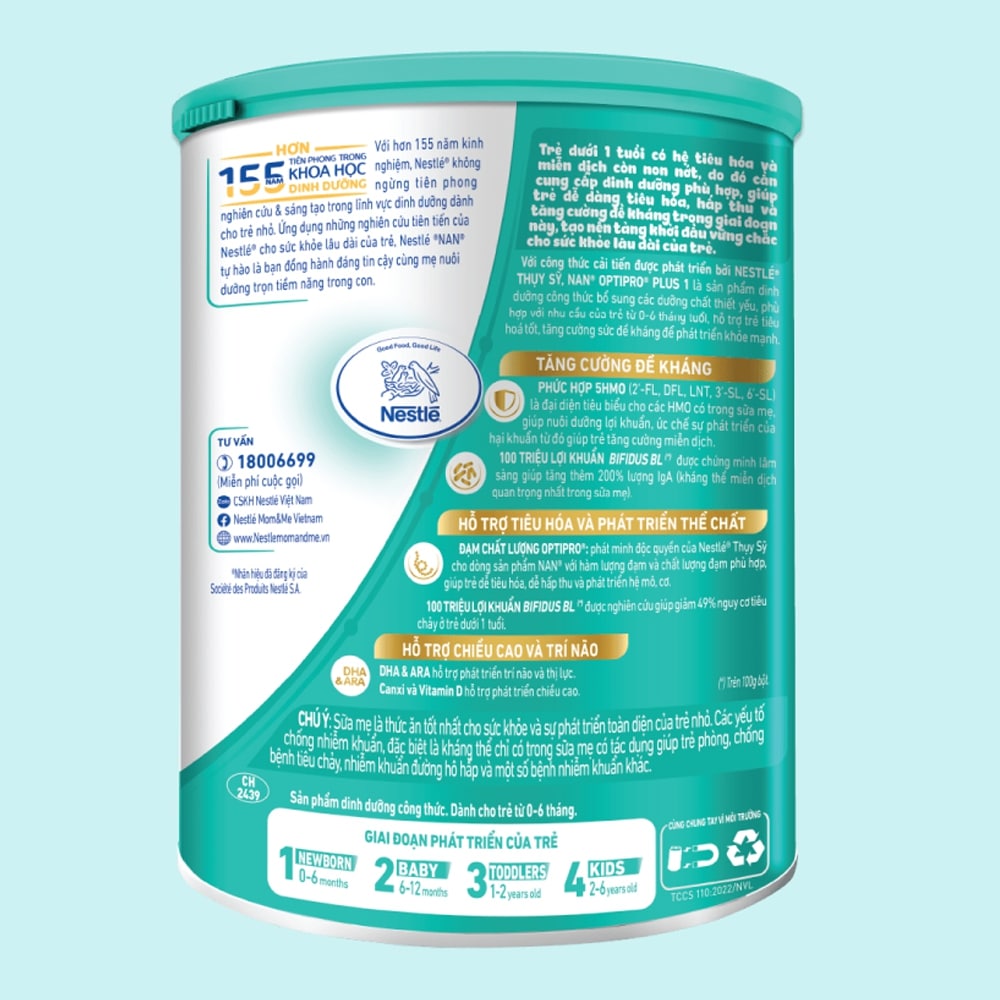 HƠN
155 NĂM
TIÊN PHONG TRONG
KHOA HỌC
DINH DƯỠNG
Với hơn 155 năm kinh
nghiệm, Nestlé® không
ngừng tiên phong
nghiên cứu & sáng tạo trong lĩnh vực dinh dưỡng dành
cho trẻ nhỏ. Ứng dụng những nghiên cứu tiên tiến của
Nestlé® cho sức khỏe lâu dài của trẻ, Nestlé ®NAN®
tự hào là bạn đồng hành đáng tin cậy cùng mẹ nuôi
dưỡng trọn tiềm năng trong con.
Good Food, Good Life
Nestlé®
TƯ VẤN
18006699
(Miễn phí cuộc gọi)
Zalo CSKH Nestlé Việt Nam
Nestlé Mom&Me Vietnam
www.Nestlemomandme.vn
®Nhãn hiệu đã đăng ký của
Société des Produits Nestlé S.A.
Trẻ dưới 1 tuổi có hệ tiêu hóa và
miễn dịch còn non nớt, do đó cần
cung cấp dinh dưỡng phù hợp, giúp
trẻ dễ dàng tiêu hóa, hấp thu và
tăng cường đề kháng trong giai đoạn
này, tạo nền tảng khởi đầu vững chắc
cho sức khỏe lâu dài của trẻ.
Với công thức cải tiến được phát triển bởi NESTLÉ®
THỤY SỸ, NAN® OPTIPRO® PLUS 1 là sản phẩm dinh
dưỡng công thức bổ sung các dưỡng chất thiết yếu, phù
hợp với nhu cầu của trẻ từ 0-6 tháng tuổi, hỗ trợ trẻ tiêu
hoá tốt, tăng cường sức đề kháng để phát triển khỏe mạnh.
TĂNG CƯỜNG ĐỀ KHÁNG
PHỨC HỢP 5HMO (2'-FL, DFL, LNT, 3'-SL, 6'-SL)
là đại diện tiêu biểu cho các HMO có trong sữa mẹ,
giúp nuôi dưỡng lợi khuẩn, ức chế sự phát triển của
hại khuẩn từ đó giúp trẻ tăng cường miễn dịch.
100 TRIỆU LỢI KHUẨN BIFIDUS BL (*) được chứng minh lâm
sàng giúp tăng thêm 200% lượng IgA (kháng thể miễn dịch
quan trọng nhất trong sữa mẹ).
HỖ TRỢ TIÊU HÓA VÀ PHÁT TRIỂN THỂ CHẤT
ĐẠM CHẤT LƯỢNG OPTIPRO®: phát minh độc quyền của Nestlé® Thụy Sỹ
cho dòng sản phẩm NAN® với hàm lượng đạm và chất lượng đạm phù hợp,
giúp trẻ dễ tiêu hóa, dễ hấp thu và phát triển hệ mô, cơ.
100 TRIỆU LỢI KHUẨN BIFIDUS BL (*) được nghiên cứu giúp giảm 49% nguy cơ tiêu
chảy ở trẻ dưới 1 tuổi.
HỖ TRỢ CHIỀU CAO VÀ TRÍ NÃO
DHA
& ARA
DHA & ARA hỗ trợ phát triển trí não và thị lực.
Canxi và Vitamin D hỗ trợ phát triển chiều cao.
(*) Trên 100g bột.
CHÚ Ý: Sữa mẹ là thức ăn tốt nhất cho sức khỏe và sự phát triển toàn diện của trẻ nhỏ. Các yếu tố
chống nhiễm khuẩn, đặc biệt là kháng thể chỉ có trong sữa mẹ có tác dụng giúp trẻ phòng, chống
bệnh tiêu chảy, nhiễm khuẩn đường hô hấp và một số bệnh nhiễm khuẩn khác.
CH
2439
Sản phẩm dinh dưỡng công thức. Dành cho trẻ từ 0-6 tháng.
GIAI ĐOẠN PHÁT TRIỂN CỦA TRẺ
1 NEWBORN
0-6 months
2 BABY
6-12 months
3 TODDLERS
1-2 years old
4 KIDS
2-6 years old
CÙNG CHUNG TAY VÌ MÔI TRƯỜNG
TCCS 110:2022/NVL